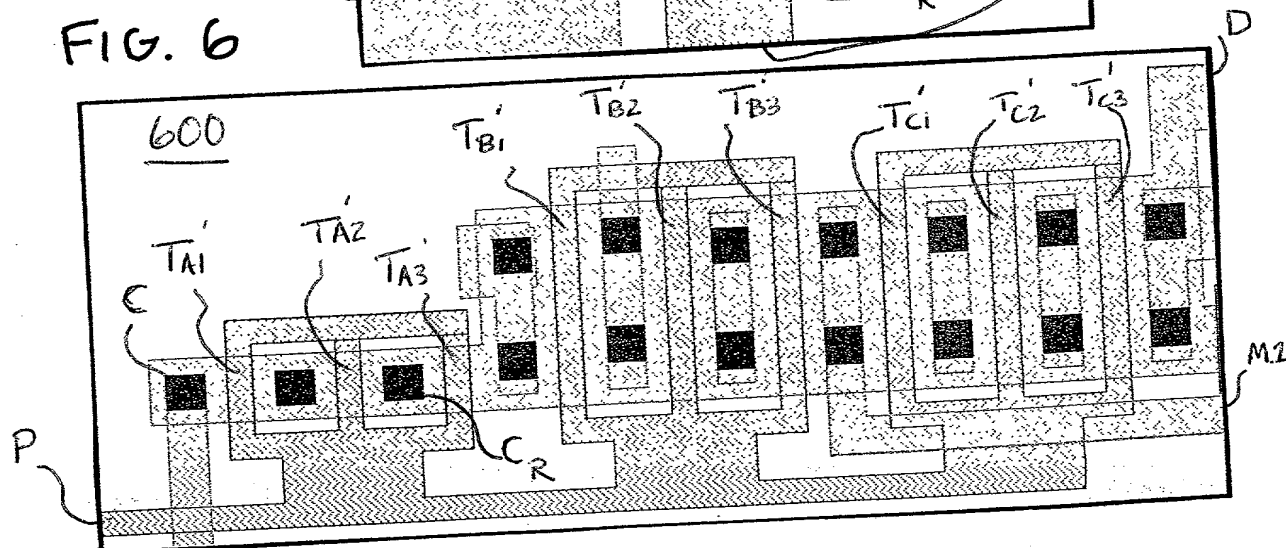 R
FIG. 6
D
600
T'B1
T'B2
T'B3
T'C1
T'C2
T'C3
T'A1
T'A2
T'A3
C
M2
P
CR